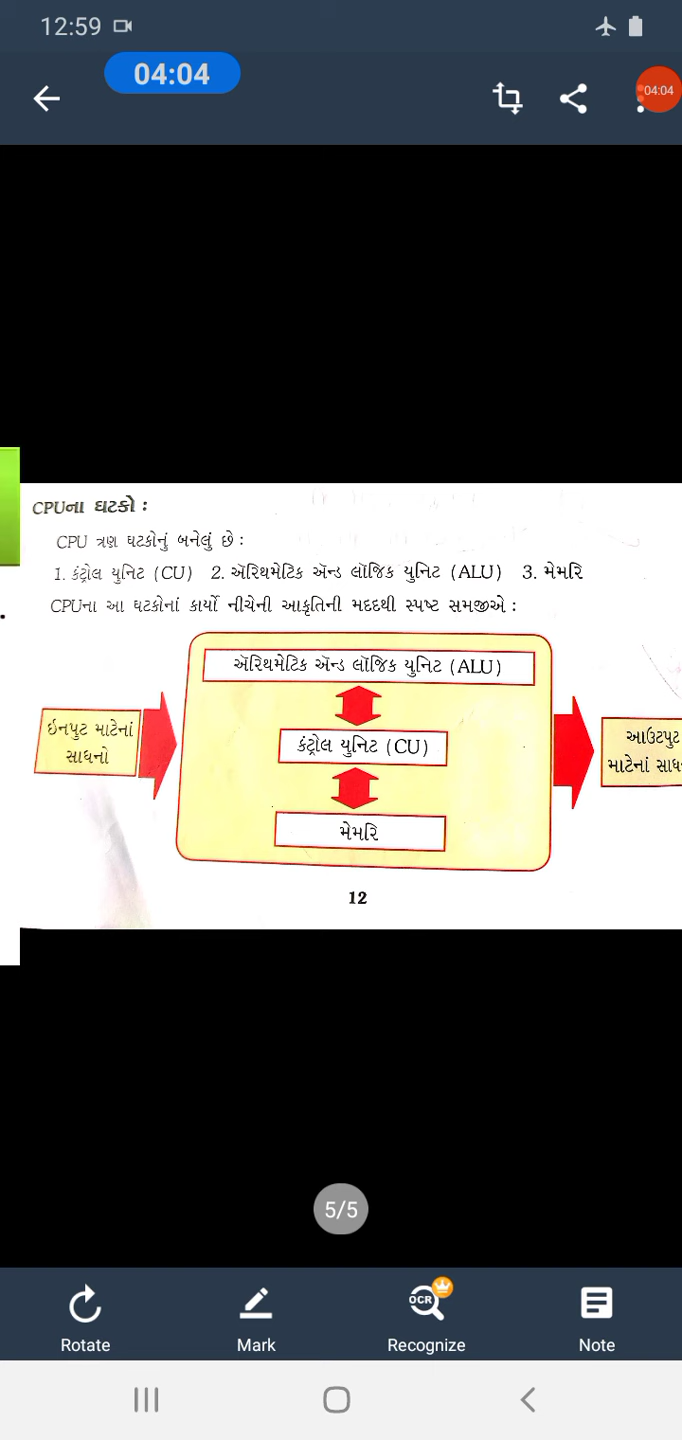 12:59
04:04
04:04
CPUના ઘટકો :
CPU ત્રણ ઘટકોનું બનેલું છે :
1. કંટ્રોલ યુનિટ (CU) 2. ઍરિથમેટિક ઍન્ડ લૉજિક યુનિટ (ALU) 3. મેમરિ
CPUના આ ઘટકોનાં કાર્યો નીચેની આકૃતિની મદદથી સ્પષ્ટ સમજીએ :
ઍરિથમેટિક ઍન્ડ લૉજિક યુનિટ (ALU)
ઇનપુટ માટેનાં
સાધનો
કંટ્રોલ યુનિટ (CU)
આઉટપુટ
માટેનાં
મેમરિ
12
5/5
OCR
Rotate
Mark
Recognize
Note